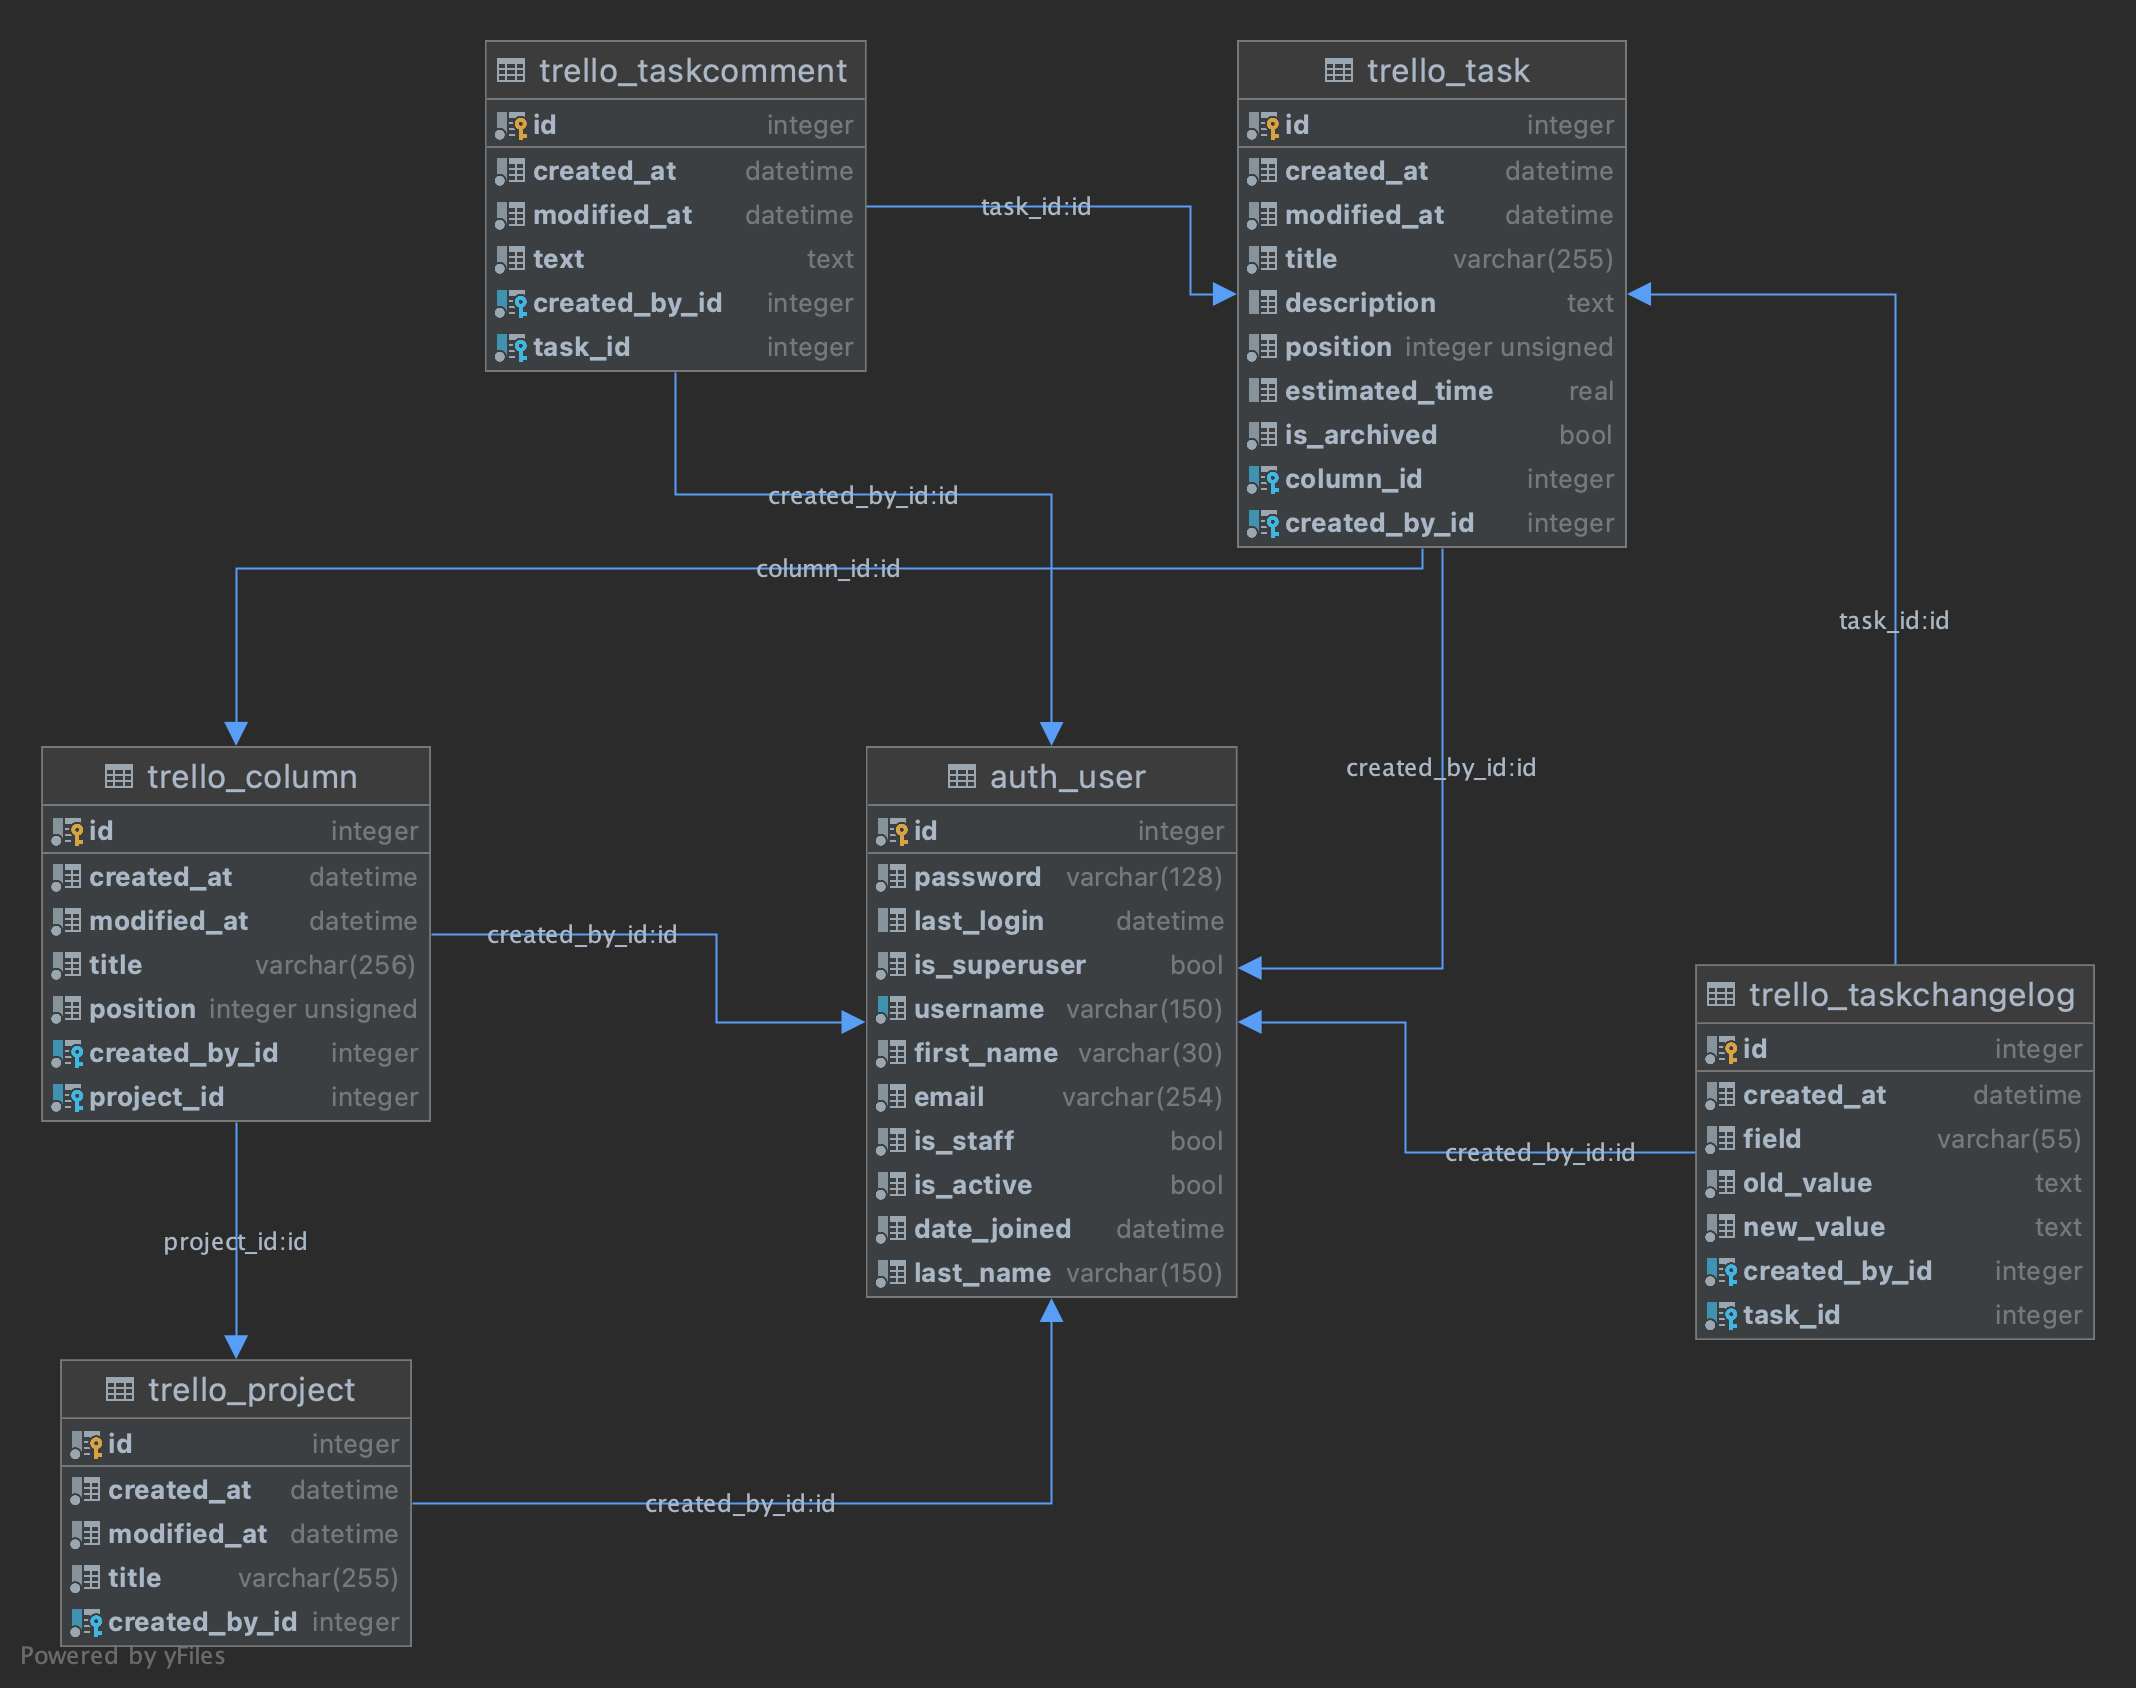 trello_taskcomment
id integer
created_at datetime
modified_at datetime
text text
created_by_id integer
task_id integer
trello_task
id integer
created_at datetime
modified_at datetime
title varchar(255)
description text
position integer unsigned
estimated_time real
is_archived bool
column_id integer
created_by_id integer
task_id:id
created_by_id:id
column_id:id
task_id:id
created_by_id:id
trello_column
id integer
created_at datetime
modified_at datetime
title varchar(256)
position integer unsigned
created_by_id integer
project_id integer
created_by_id:id
auth_user
id integer
password varchar(128)
last_login datetime
is_superuser bool
username varchar(150)
first_name varchar(30)
email varchar(254)
is_staff bool
is_active bool
date_joined datetime
last_name varchar(150)
trello_taskchangelog
id integer
created_at datetime
field varchar(55)
old_value text
new_value text
created_by_id integer
task_id integer
created_by_id:id
project_id:id
trello_project
id integer
created_at datetime
modified_at datetime
title varchar(255)
created_by_id integer
created_by_id:id
Powered by yFiles